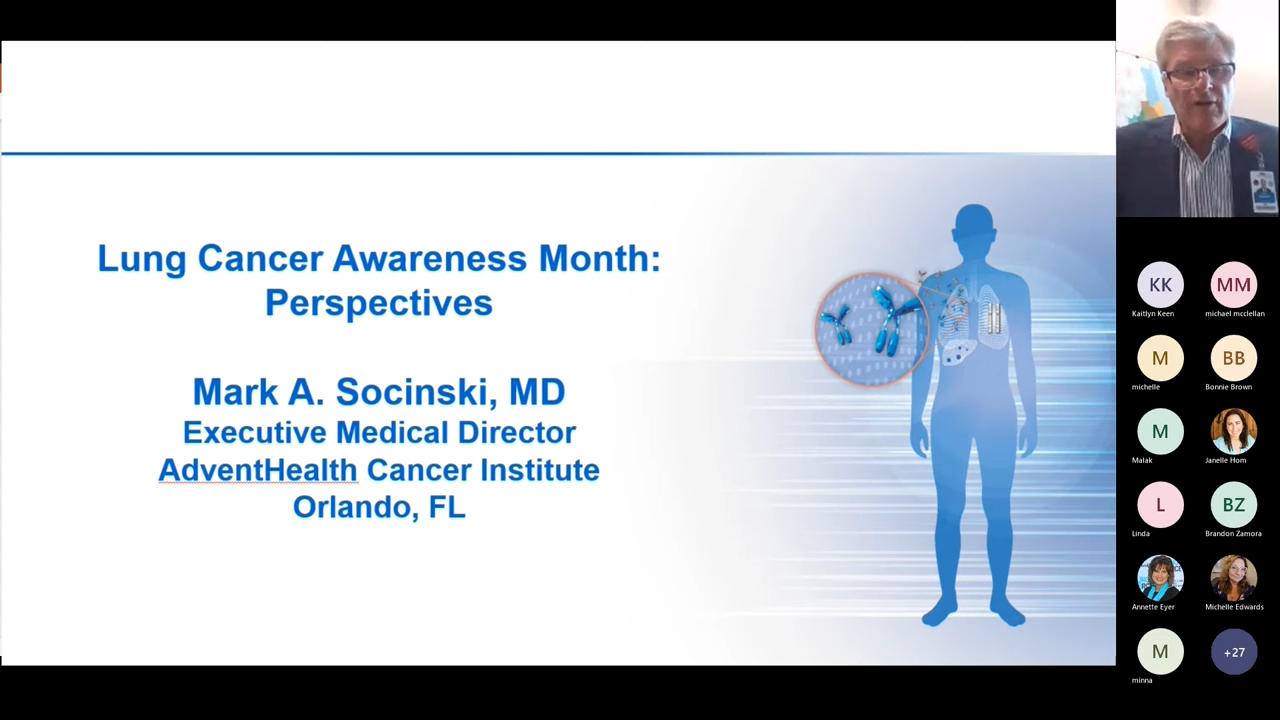 Lung Cancer Awareness Month:
Perspectives
Mark A. Socinski, MD
Executive Medical Director
AdventHealth Cancer Institute
Orlando, FL
KK
Kaitlyn Keen
MM
michael mcclellan
M
michelle
BB
Bonnie Brown
M
Malak
Janelle Hom
L
Linda
BZ
Brandon Zamora
Annette Eyer
Michelle Edwards
M
minna
+27